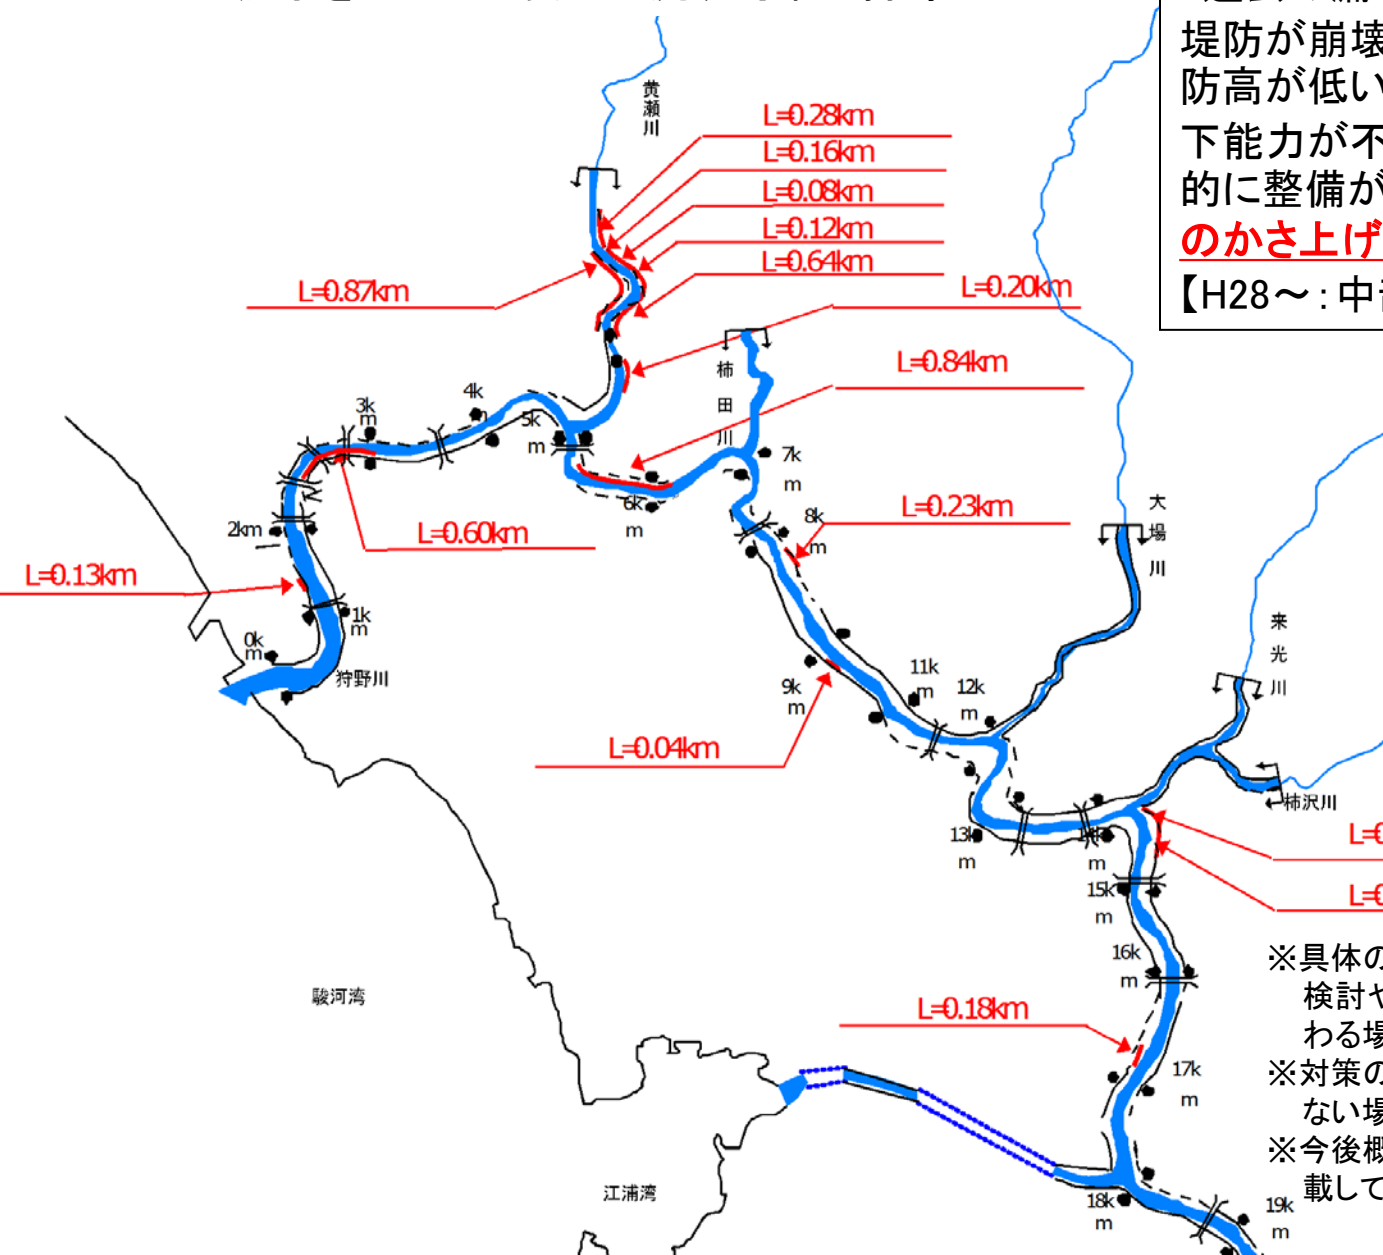 堤防が崩壊
防高が低い
下能力が不
的に整備が
のかさ上げ
【H28～：中
黄瀬川
L=0.28km
L=0.16km
L=0.08km
L=0.12km
L=0.64km
L=0.87km
L=0.20km
柿田川
L=0.84km
4k
3k
m
5k
m
7k
m
6k
m
L=0.23km
8k
m
大場川
2km
L=0.60km
L=0.13km
1k
m
0k
m
狩野川
来光川
11k
m
12k
m
9k
m
L=0.04km
柿沢川
13k
m
14k
m
L=0
15k
m
L=0
16k
m
※具体の
検討や
わる場
駿河湾
L=0.18km
17k
m
※対策の
ない場
※今後概
載して
江浦湾
18k
m
19k
m